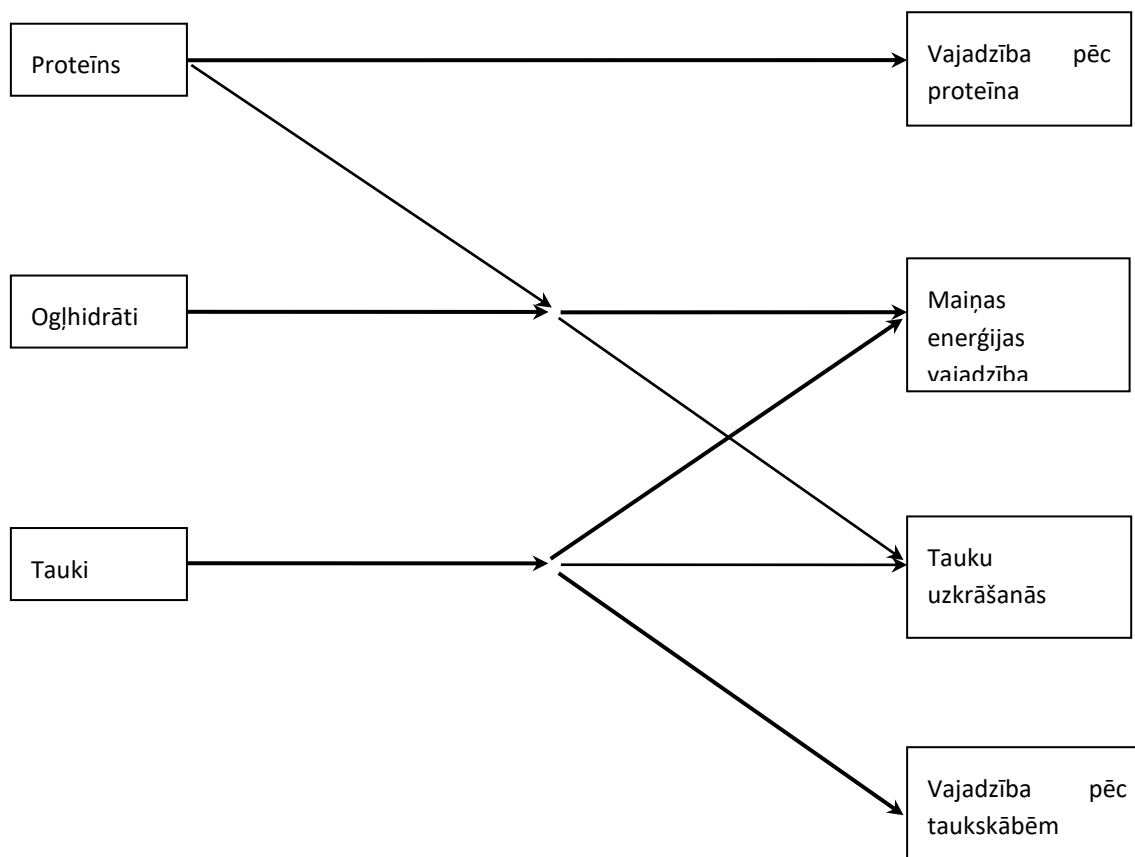 Proteīns
Vajadzība pēc
proteīna
Ogļhidrāti
Maiņas
enerģijas
vajadzība
Tauki
Tauku
uzkrāšanās
Vajadzība pēc
taukskābēm